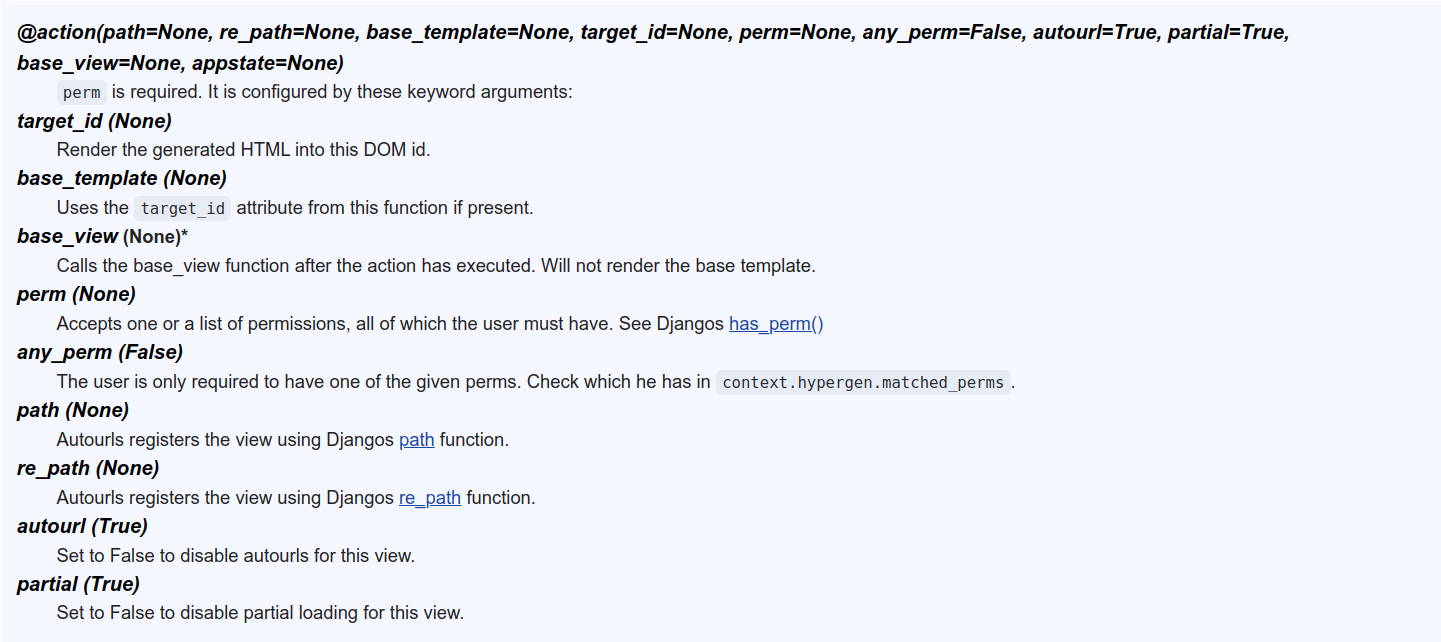 @action(path=None, re_path=None, base_template=None, target_id=None, perm=None, any_perm=False, autourl=True, partial=True,
base_view=None, appstate=None)
perm is required. It is configured by these keyword arguments:
target_id (None)
Render the generated HTML into this DOM id.
base_template (None)
Uses the target_id attribute from this function if present.
base_view (None)*
Calls the base_view function after the action has executed. Will not render the base template.
perm (None)
Accepts one or a list of permissions, all of which the user must have. See Djangos has_perm()
any_perm (False)
The user is only required to have one of the given perms. Check which he has in context.hypergen.matched_perms.
path (None)
Autourls registers the view using Djangos path function.
re_path (None)
Autourls registers the view using Djangos re_path function.
autourl (True)
Set to False to disable autourls for this view.
partial (True)
Set to False to disable partial loading for this view.